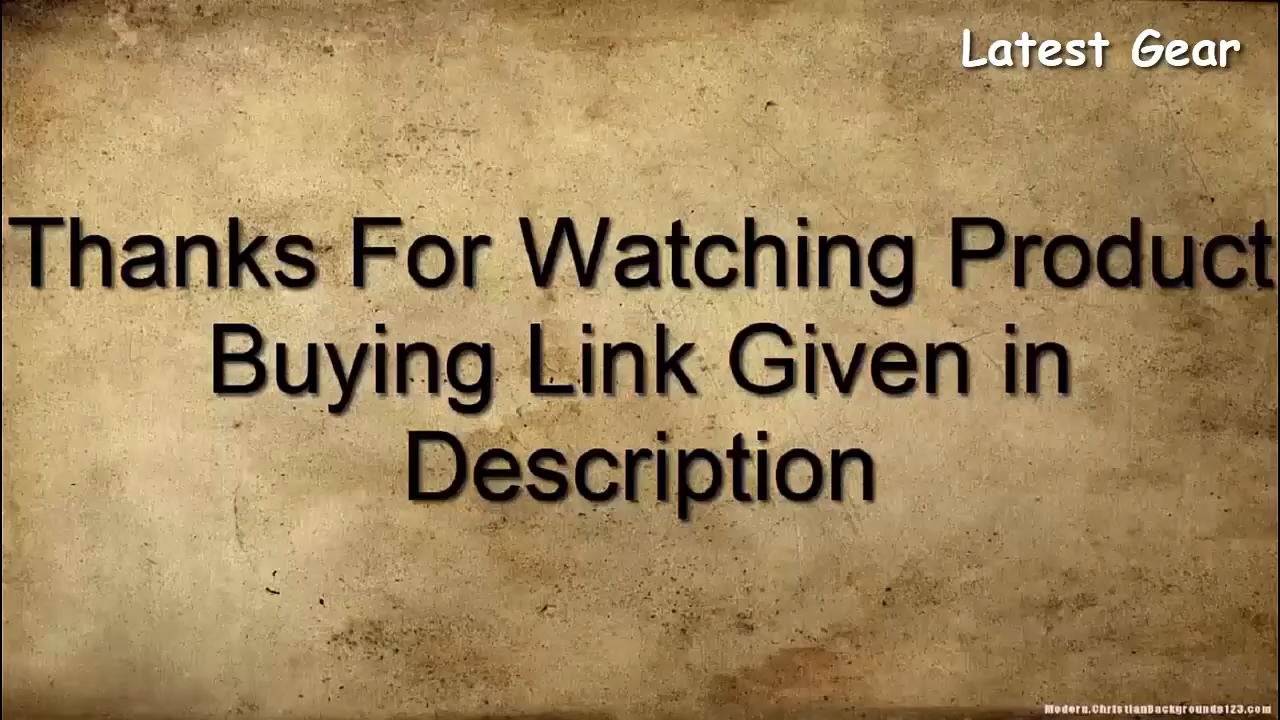 Latest Gear
Thanks For Watching Product
Buying Link Given in
Description
Modern.ChristianBackgrounds123.com